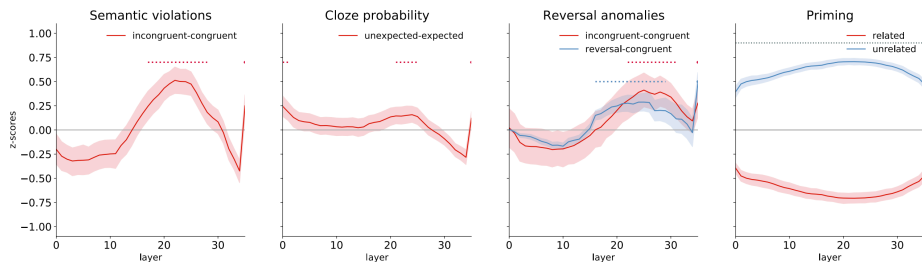 Semantic violations
Cloze probability
Reversal anomalies
Priming
incongruent-congruent
unexpected-expected
incongruent-congruent
reversal-congruent
related
unrelated
z-scores
1.00
0.75
0.50
0.25
0.00
−0.25
−0.50
−0.75
−1.00
0 10 20 30
0 10 20 30
0 10 20 30
0 10 20 30
layer
layer
layer
layer